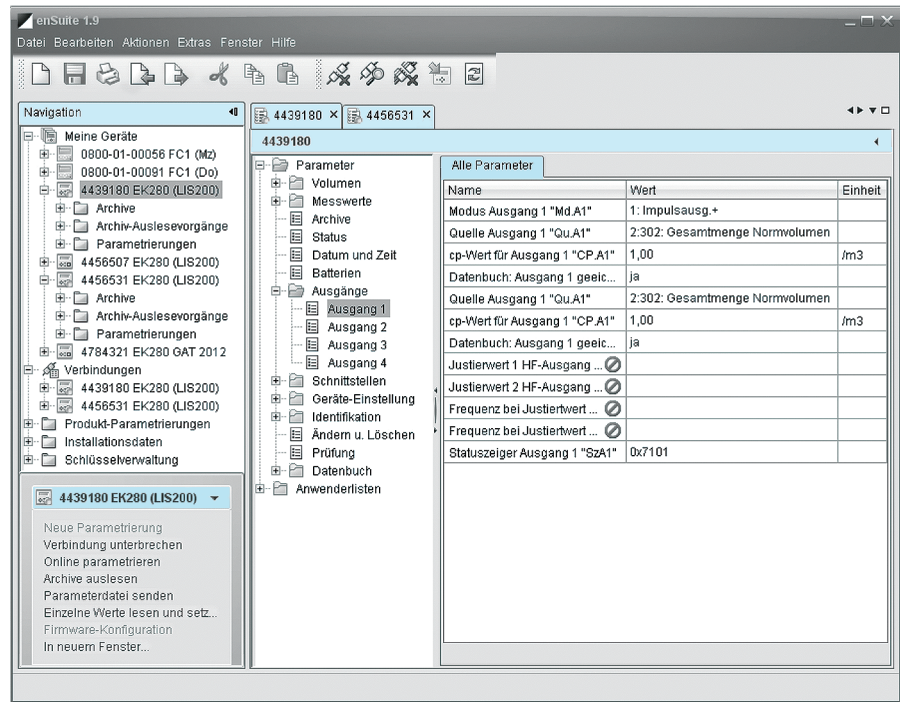 enSuite 1.9
Datei Bearbeiten Aktionen Extras Fenster Hilfe
Navigation
Meine Geräte
0800-01-00056 FC1 (Mz)
0800-01-00091 FC1 (Do)
4439180 EK280 (LIS200)
Archive
Archiv-Auslesevorgänge
Parametrierungen
4456507 EK280 (LIS200)
4456531 EK280 (LIS200)
Archive
Archiv-Auslesevorgänge
Parametrierungen
4784321 EK280 GAT 2012
Verbindungen
4439180 EK280 (LIS200)
4456531 EK280 (LIS200)
Produkt-Parametrierungen
Installationsdaten
Schlüsselverwaltung
4439180 EK280 (LIS200)
Neue Parametrierung
Verbindung unterbrechen
Online parametrieren
Archive auslesen
Parameterdatei senden
Einzelne Werte lesen und setz...
Firmware-Konfiguration
In neuem Fenster...
4439180 × 4456531 ×
4439180
Parameter
Volumen
Messwerte
Archive
Status
Datum und Zeit
Batterien
Ausgänge
Ausgang 1
Ausgang 2
Ausgang 3
Ausgang 4
Schnittstellen
Geräte-Einstellung
Identifikation
Ändern u. Löschen
Prüfung
Datenbuch
Anwenderlisten
Alle Parameter
Name Wert Einheit
Modus Ausgang 1 "Md.A1" 1: Impulsausg.+
Quelle Ausgang 1 "Qu.A1" 2:302: Gesamtmenge Normvolumen
cp-Wert für Ausgang 1 "CP.A1" 1,00 /m3
Datenbuch: Ausgang 1 geeic... ja
Quelle Ausgang 1 "Qu.A1" 2:302: Gesamtmenge Normvolumen
cp-Wert für Ausgang 1 "CP.A1" 1,00 /m3
Datenbuch: Ausgang 1 geeic... ja
Justierwert 1 HF-Ausgang ...
Justierwert 2 HF-Ausgang ...
Frequenz bei Justiertwert ...
Frequenz bei Justiertwert ...
Statuszeiger Ausgang 1 "SzA1" 0x7101